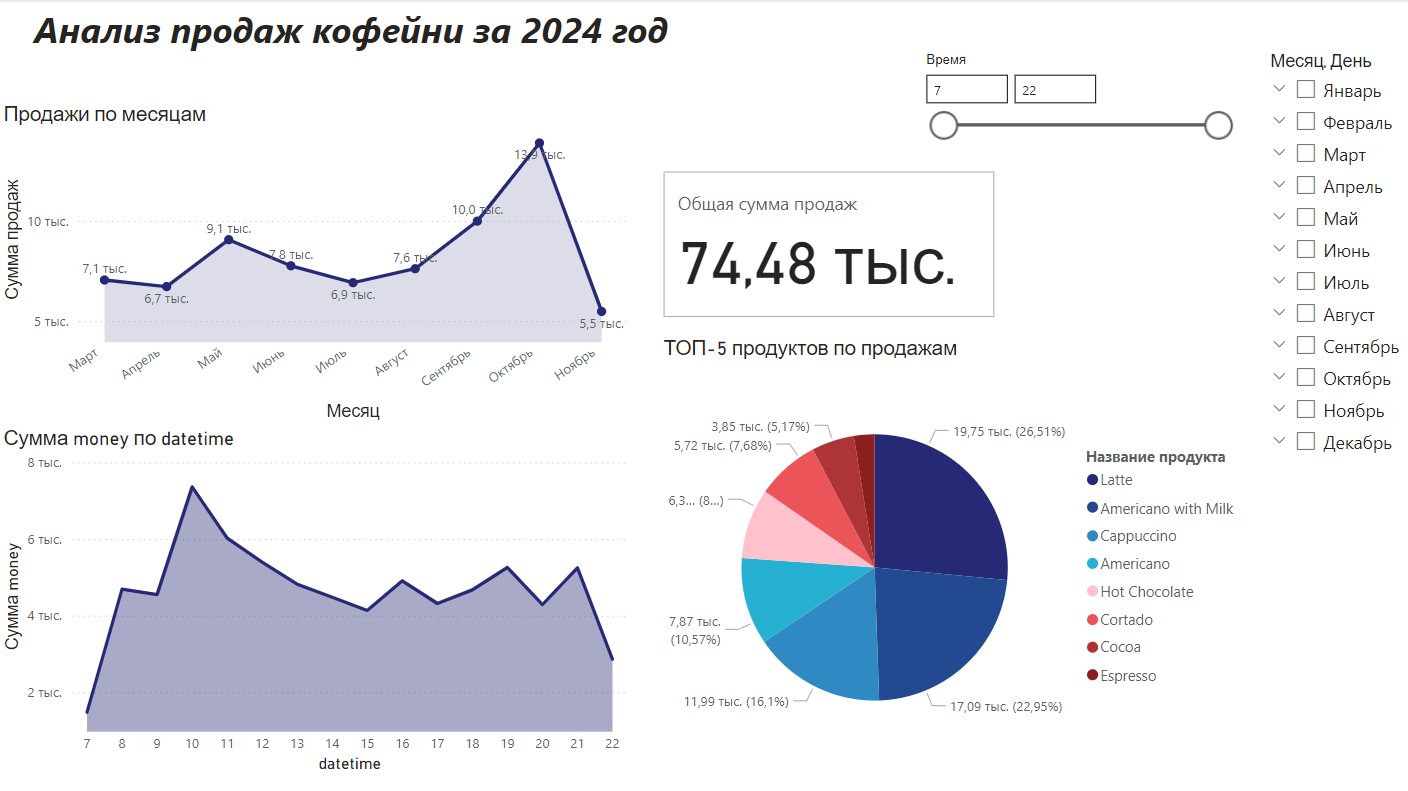 Анализ продаж кофейни за 2024 год
Время
7
22
Месяц, День
Январь
Февраль
Март
Апрель
Май
Июнь
Июль
Август
Сентябрь
Октябрь
Ноябрь
Декабрь
Продажи по месяцам
Сумма продаж
10 тыс.
5 тыс.
7,1 тыс.
6,7 тыс.
9,1 тыс.
7,8 тыс.
6,9 тыс.
7,6 тыс.
10,0 тыс.
13,9 тыс.
5,5 тыс.
Март
Апрель
Май
Июнь
Июль
Август
Сентябрь
Октябрь
Ноябрь
Месяц
Общая сумма продаж
74,48 тыс.
Сумма money по datetime
Сумма money
8 тыс.
6 тыс.
4 тыс.
2 тыс.
7 8 9 10 11 12 13 14 15 16 17 18 19 20 21 22
datetime
ТОП-5 продуктов по продажам
19,75 тыс. (26,51%)
17,09 тыс. (22,95%)
11,99 тыс. (16,1%)
7,87 тыс.
(10,57%)
6,3... (8...)
5,72 тыс. (7,68%)
3,85 тыс. (5,17%)
Название продукта
Latte
Americano with Milk
Cappuccino
Americano
Hot Chocolate
Cortado
Cocoa
Espresso